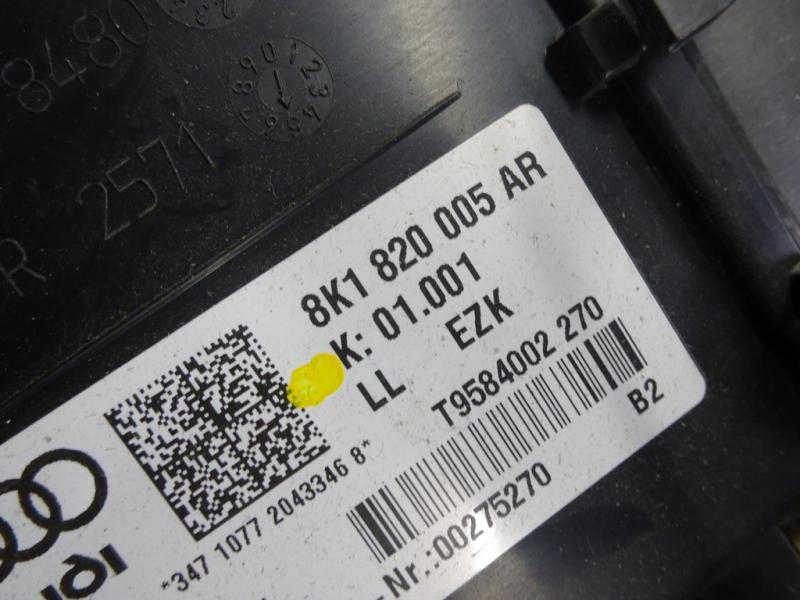 8480
2571
R
8K1 820 005 AR
K: 01.001
LL EZK
T9584002 270
B2
*347 1077 2043346 8*
Nr.:00275270